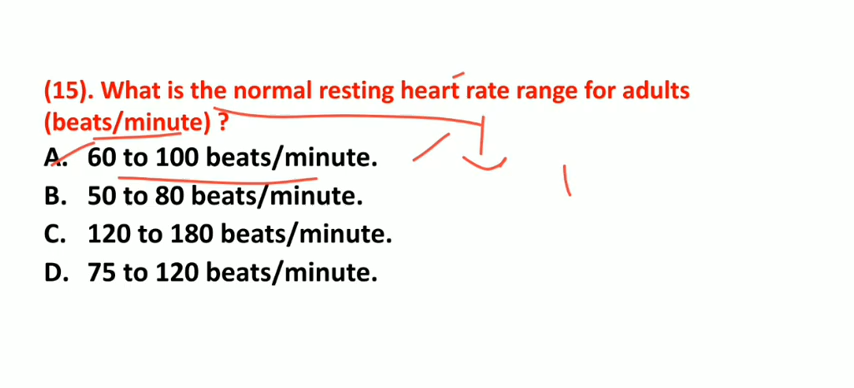 (15). What is the normal resting heart rate range for adults
(beats/minute) ?
A. 60 to 100 beats/minute.
B. 50 to 80 beats/minute.
C. 120 to 180 beats/minute.
D. 75 to 120 beats/minute.